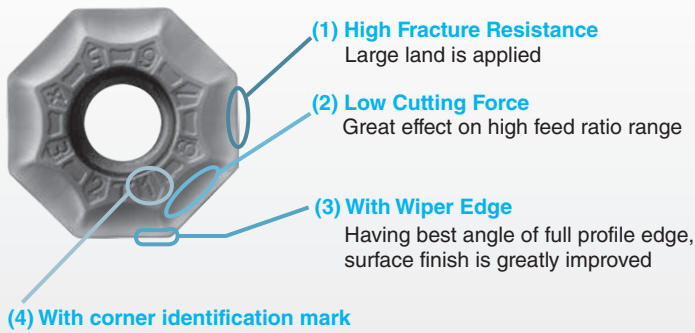 (1) High Fracture Resistance
Large land is applied
(2) Low Cutting Force
Great effect on high feed ratio range
(3) With Wiper Edge
Having best angle of full profile edge,
surface finish is greatly improved
(4) With corner identification mark